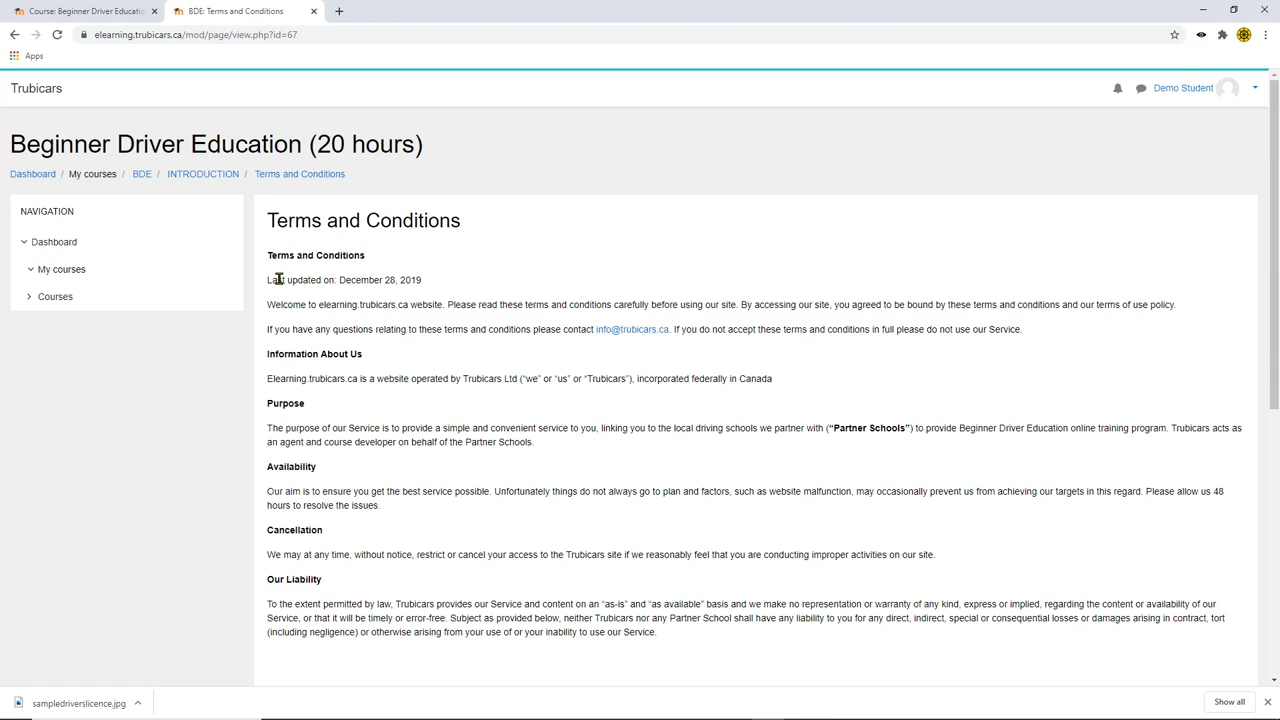 Course: Beginner Driver Educatio
BDE: Terms and Conditions
elearning.trubicars.ca/mod/page/view.php?id=67
Apps
Trubicars
Demo Student
Beginner Driver Education (20 hours)
Dashboard / My courses / BDE / INTRODUCTION / Terms and Conditions
NAVIGATION
Dashboard
My courses
Courses
Terms and Conditions
Terms and Conditions
Last updated on: December 28, 2019
Welcome to elearning.trubicars.ca website. Please read these terms and conditions carefully before using our site. By accessing our site, you agreed to be bound by these terms and conditions and our terms of use policy.
If you have any questions relating to these terms and conditions please contact info@trubicars.ca. If you do not accept these terms and conditions in full please do not use our Service.
Information About Us
Elearning.trubicars.ca is a website operated by Trubicars Ltd (“we” or “us” or “Trubicars”), incorporated federally in Canada
Purpose
The purpose of our Service is to provide a simple and convenient service to you, linking you to the local driving schools we partner with (“Partner Schools”) to provide Beginner Driver Education online training program. Trubicars acts as
an agent and course developer on behalf of the Partner Schools.
Availability
Our aim is to ensure you get the best service possible. Unfortunately things do not always go to plan and factors, such as website malfunction, may occasionally prevent us from achieving our targets in this regard. Please allow us 48
hours to resolve the issues.
Cancellation
We may at any time, without notice, restrict or cancel your access to the Trubicars site if we reasonably feel that you are conducting improper activities on our site.
Our Liability
To the extent permitted by law, Trubicars provides our Service and content on an “as-is” and “as available” basis and we make no representation or warranty of any kind, express or implied, regarding the content or availability of our
Service, or that it will be timely or error-free. Subject as provided below, neither Trubicars nor any Partner School shall have any liability to you for any direct, indirect, special or consequential losses or damages arising in contract, tort
(including negligence) or otherwise arising from your use of or your inability to use our Service.
sampledriverslicence.jpg
Show all